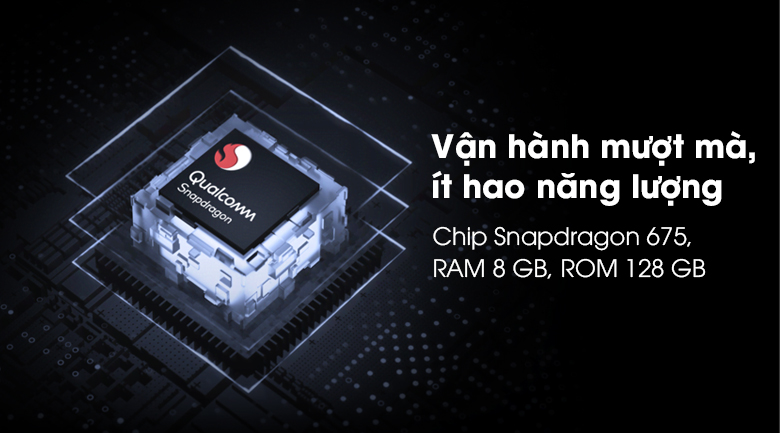 Qualcomm
Snapdragon
Vận hành mượt mà,
ít hao năng lượng
Chip Snapdragon 675,
RAM 8 GB, ROM 128 GB